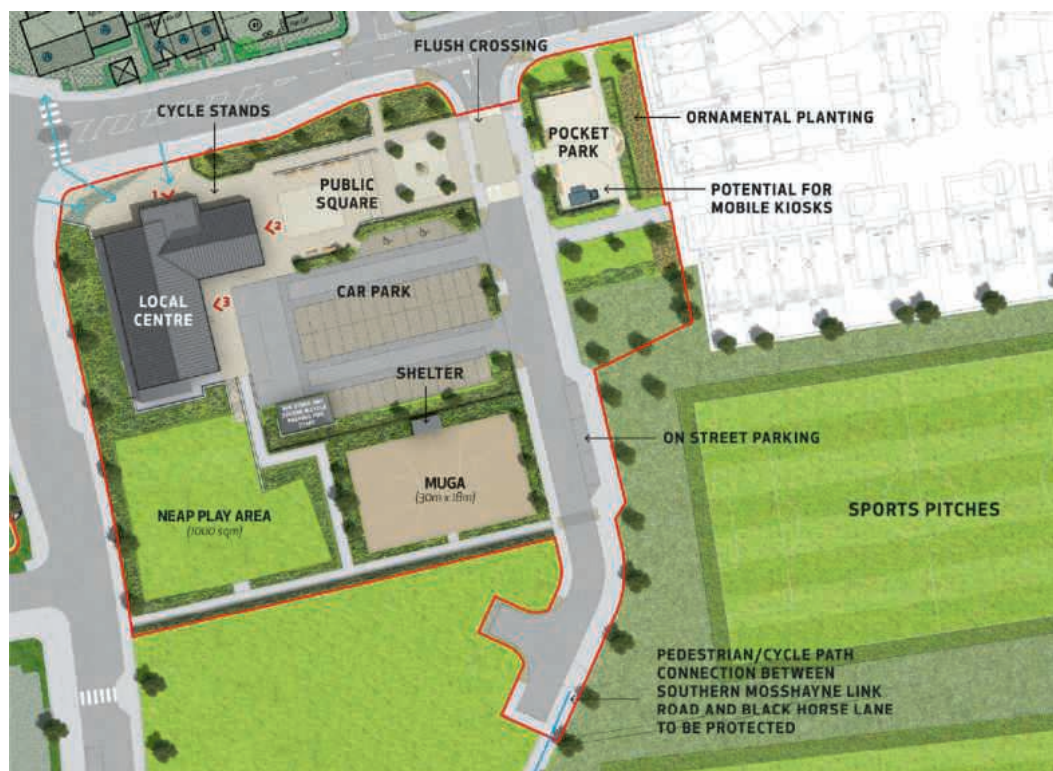 FLUSH CROSSING
CYCLE STANDS
ORNAMENTAL PLANTING
POCKET
PARK
PUBLIC
SQUARE
POTENTIAL FOR
MOBILE KIOSKS
1
2
3
LOCAL
CENTRE
CAR PARK
SHELTER
ON STREET PARKING
MUGA
(30m x 18m)
NEAP PLAY AREA
(1000 sqm)
SPORTS PITCHES
PEDESTRIAN/CYCLE PATH
CONNECTION BETWEEN
SOUTHERN MOSSHAYNE LINK
ROAD AND BLACK HORSE LANE
TO BE PROTECTED